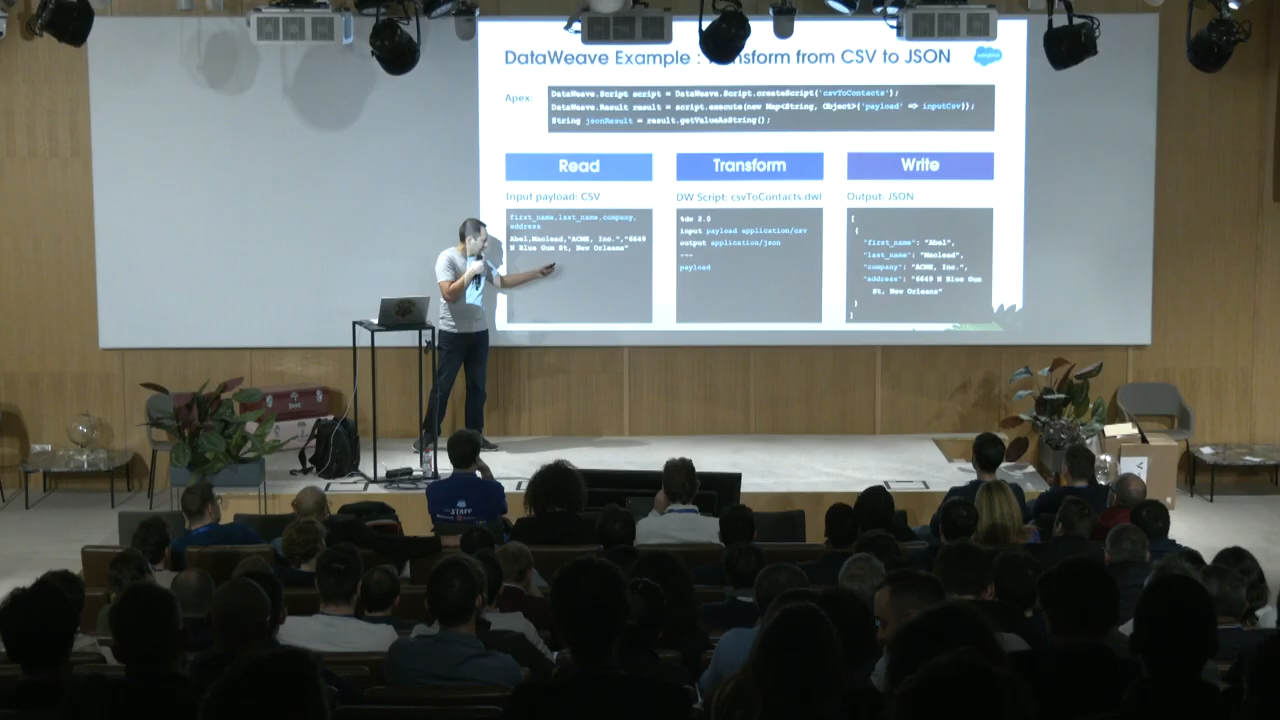 DataWeave Example : Transform from CSV to JSON
salesforce
Apex:
DataWeave.Script script = DataWeave.Script.createScript('csvToContacts');
DataWeave.Result result = script.execute(new Map<String, Object>{'payload' => inputCsv});
String jsonResult = result.getValueAsString();
Read
Input payload: CSV
first_name,last_name,company,
address
Abel,Maclead,"ACME, Inc.","6649
N Blue Gum St, New Orleans"
Transform
DW Script: csvToContacts.dwl
%dw 2.0
input payload application/csv
output application/json
---
payload
Write
Output: JSON
[
{
"first_name": "Abel",
"last_name": "Maclead",
"company": "ACME, Inc.",
"address": "6649 N Blue Gum
St, New Orleans"
}
]
STAFF